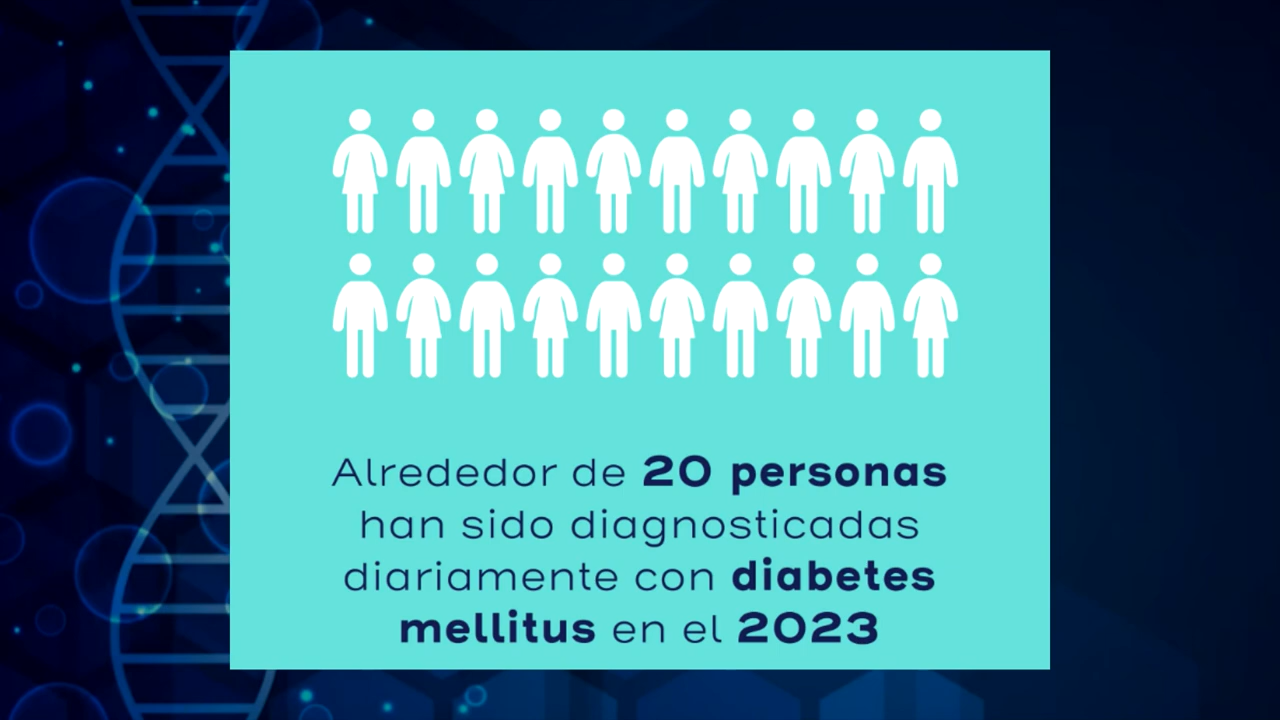 Alrededor de 20 personas
han sido diagnosticadas
diariamente con diabetes
mellitus en el 2023